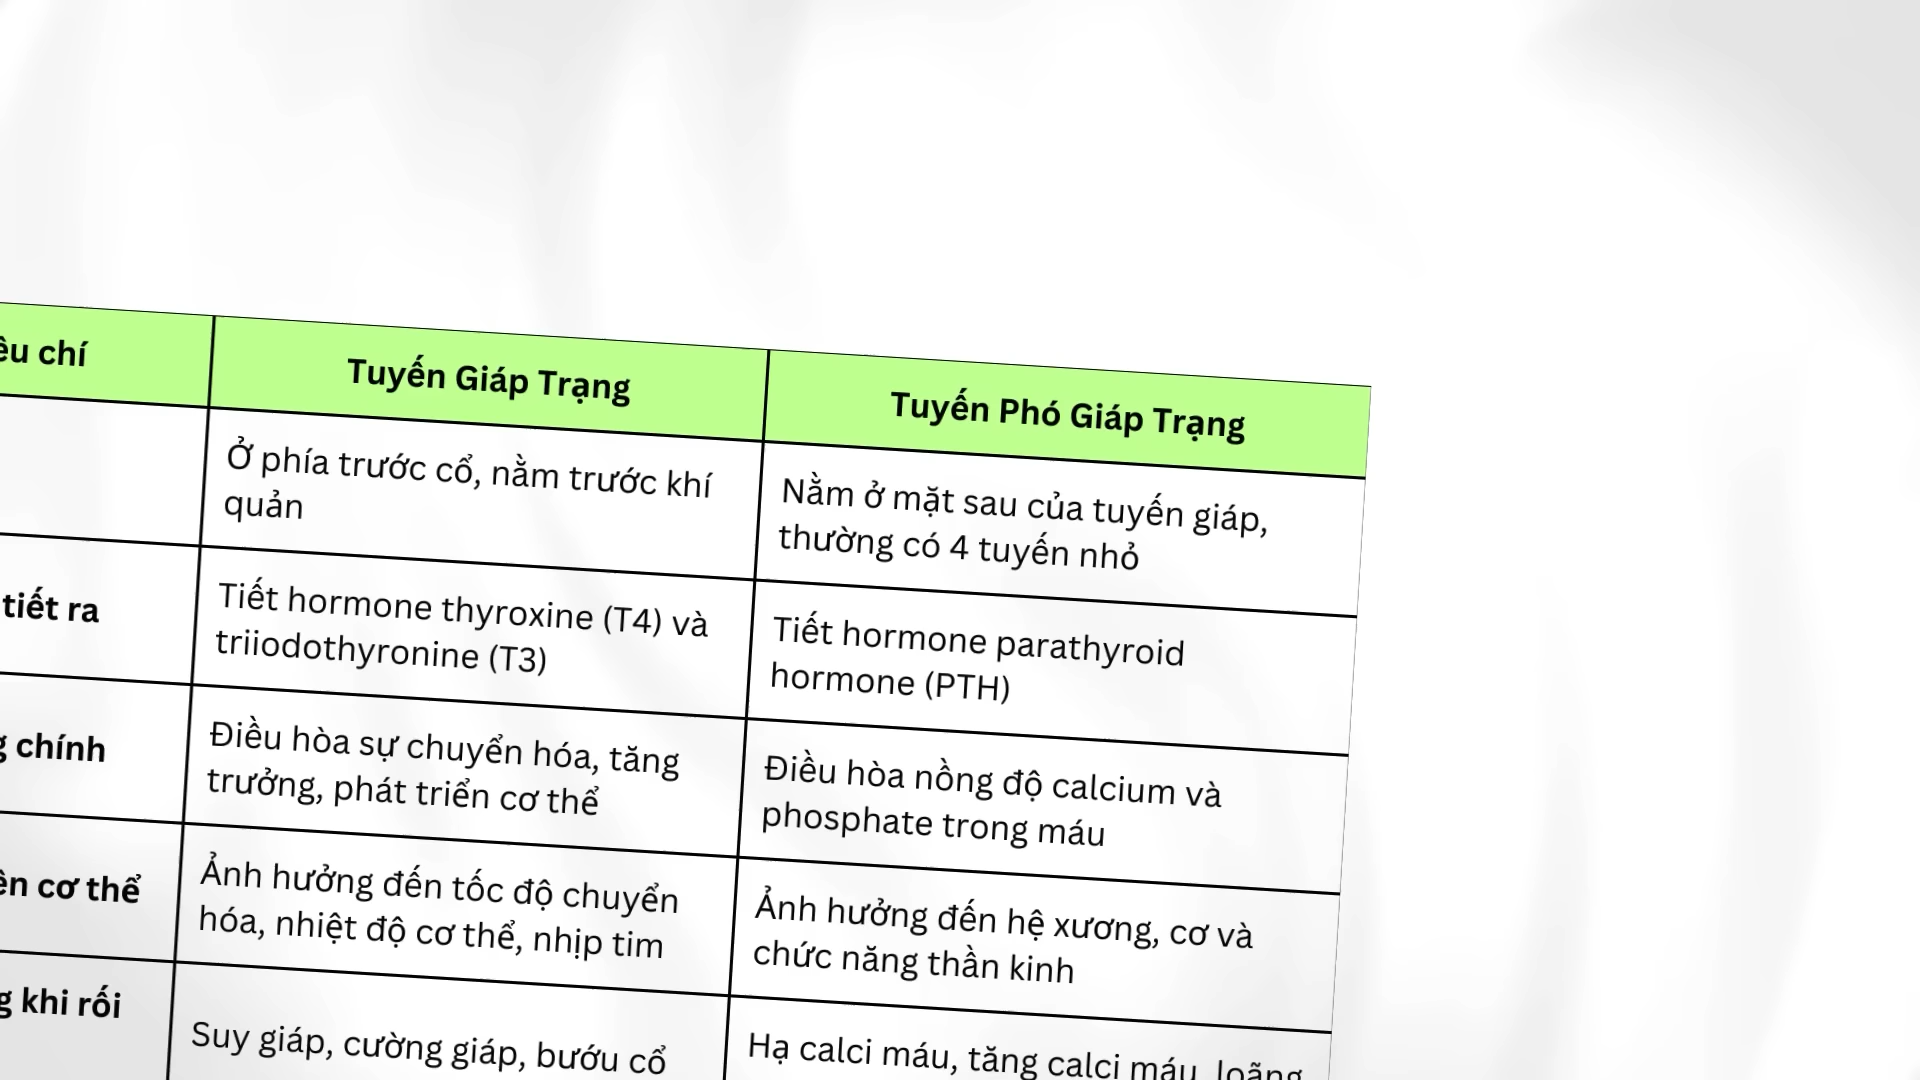 êu chí
Tuyến Giáp Trạng
Tuyến Phó Giáp Trạng
Ở phía trước cổ, nằm trước khí
quản
Nằm ở mặt sau của tuyến giáp,
thường có 4 tuyến nhỏ
tiết ra
Tiết hormone thyroxine (T4) và
triiodothyronine (T3)
Tiết hormone parathyroid
hormone (PTH)
g chính
Điều hòa sự chuyển hóa, tăng
trưởng, phát triển cơ thể
Điều hòa nồng độ calcium và
phosphate trong máu
ên cơ thể
Ảnh hưởng đến tốc độ chuyển
hóa, nhiệt độ cơ thể, nhịp tim
Ảnh hưởng đến hệ xương, cơ và
chức năng thần kinh
g khi rối
Suy giáp, cường giáp, bướu cổ
Hạ calci máu, tăng calci máu, loãng